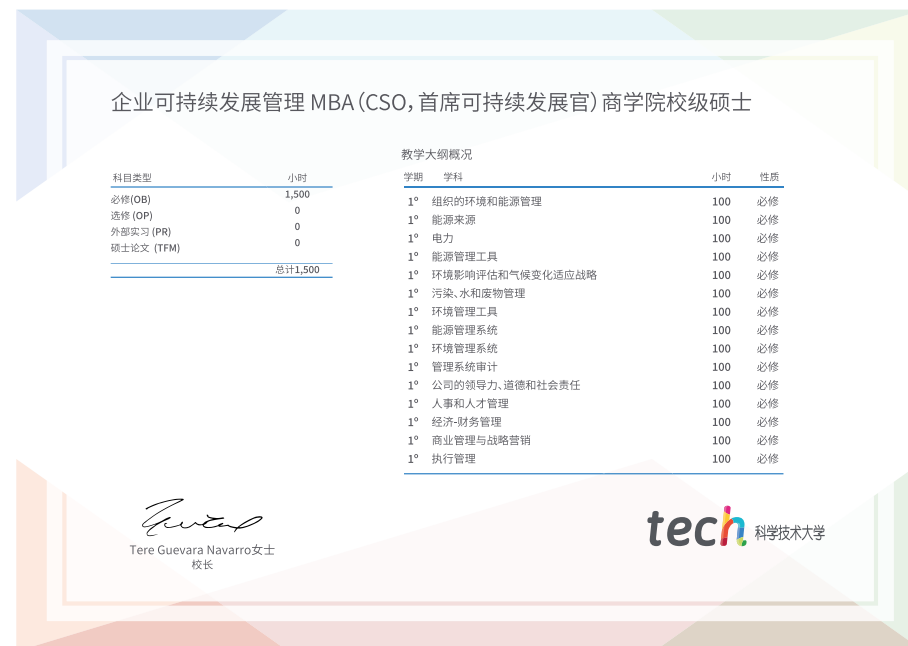 企业可持续发展管理 MBA（CSO，首席可持续发展官）商学院校级硕士
科目类型 小时
必修(OB) 1,500
选修 (OP) 0
外部实习 (PR) 0
硕士论文 (TFM) 0
总计1,500
教学大纲概况
学期 学科 小时 性质
1º 组织的环境和能源管理 100 必修
1º 能源来源 100 必修
1º 电力 100 必修
1º 能源管理工具 100 必修
1º 环境影响评估和气候变化适应战略 100 必修
1º 污染、水和废物管理 100 必修
1º 环境管理工具 100 必修
1º 能源管理系统 100 必修
1º 环境管理系统 100 必修
1º 管理系统审计 100 必修
1º 公司的领导力、道德和社会责任 100 必修
1º 人事和人才管理 100 必修
1º 经济-财务管理 100 必修
1º 商业管理与战略营销 100 必修
1º 执行管理 100 必修
Tere Guevara Navarro女士
校长
tech 科学技术大学